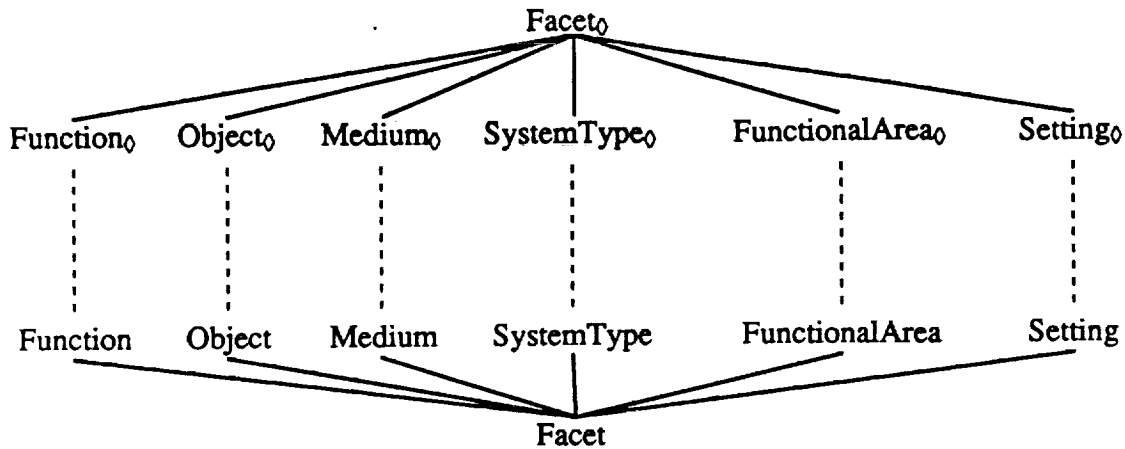 Facet◊
Function◊ Object◊ Medium◊ SystemType◊ FunctionalArea◊ Setting◊
Function Object Medium SystemType FunctionalArea Setting
Facet